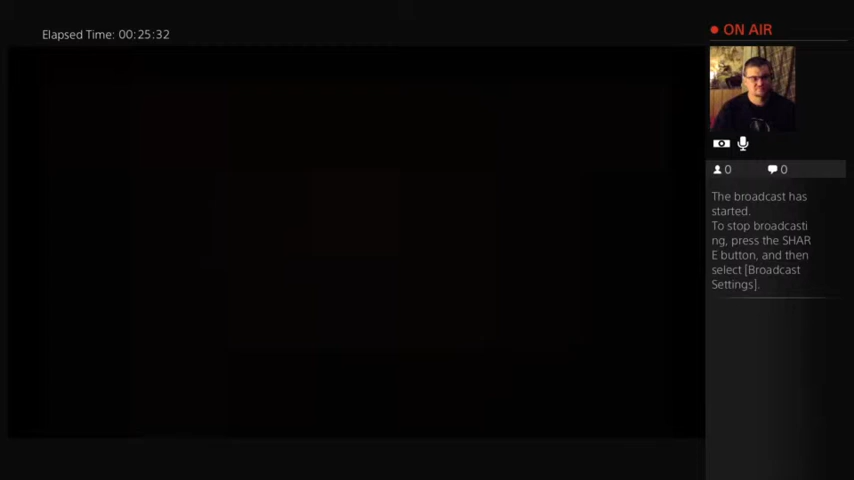 Elapsed Time: 00:25:32
ON AIR
0 0
The broadcast has
started.
To stop broadcasti
ng, press the SHAR
E button, and then
select [Broadcast
Settings].